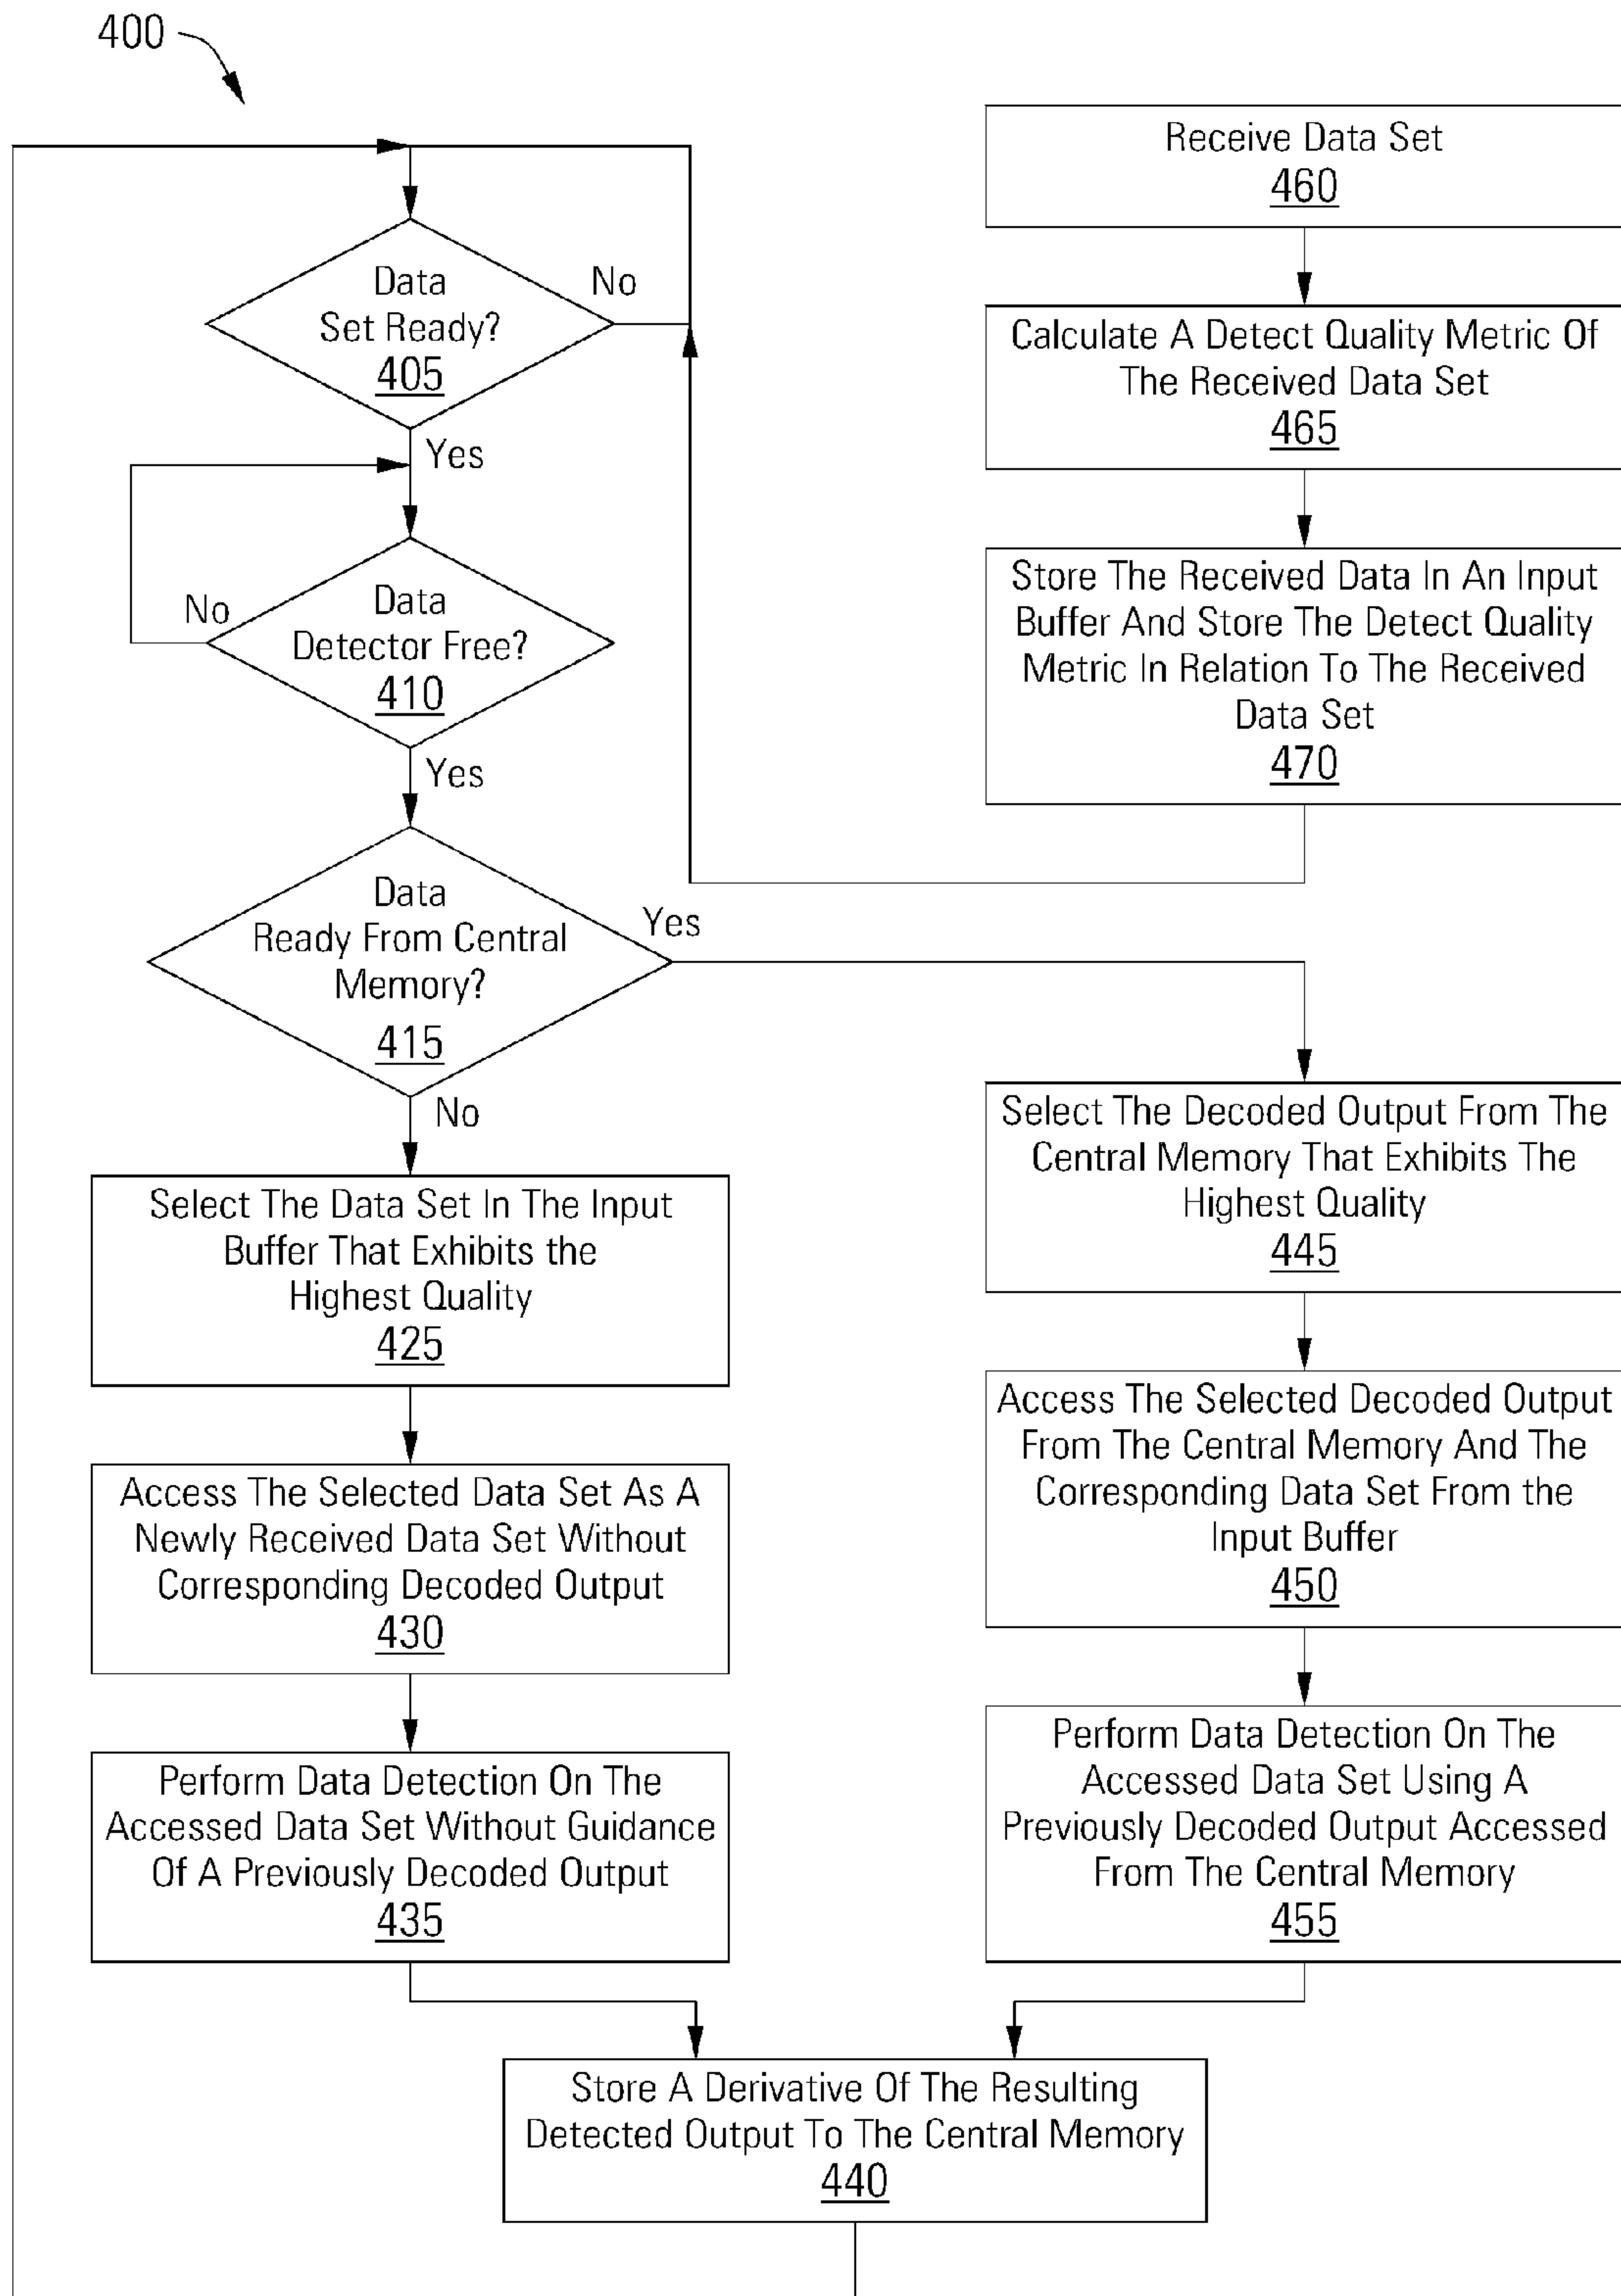 400
Data
Set Ready?
405
No
Yes
Data
Detector Free?
410
No
Yes
Data
Ready From Central
Memory?
415
Yes
No
Select The Data Set In The Input
Buffer That Exhibits the
Highest Quality
425
Access The Selected Data Set As A
Newly Received Data Set Without
Corresponding Decoded Output
430
Perform Data Detection On The
Accessed Data Set Without Guidance
Of A Previously Decoded Output
435
Receive Data Set
460
Calculate A Detect Quality Metric Of
The Received Data Set
465
Store The Received Data In An Input
Buffer And Store The Detect Quality
Metric In Relation To The Received
Data Set
470
Select The Decoded Output From The
Central Memory That Exhibits The
Highest Quality
445
Access The Selected Decoded Output
From The Central Memory And The
Corresponding Data Set From the
Input Buffer
450
Perform Data Detection On The
Accessed Data Set Using A
Previously Decoded Output Accessed
From The Central Memory
455
Store A Derivative Of The Resulting
Detected Output To The Central Memory
440